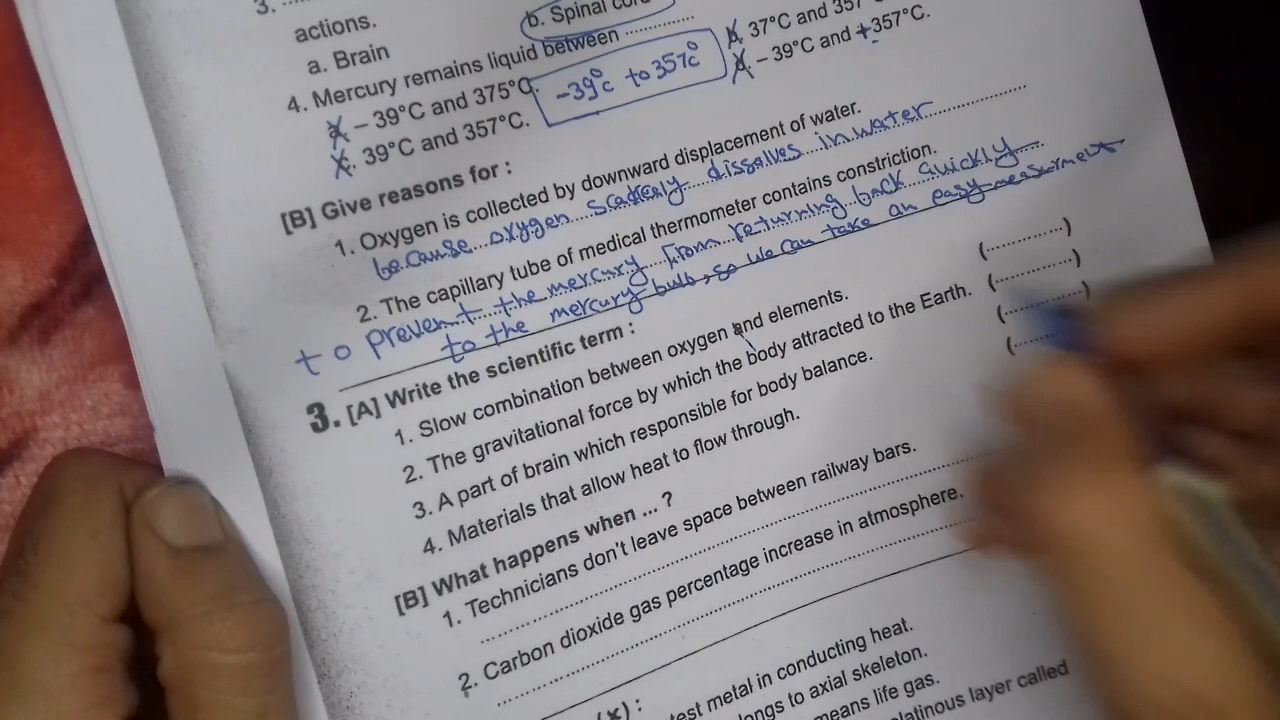 3. ..........
actions.
a. Brain
b. Spinal cord
4. Mercury remains liquid between ................
a. – 39°C and 375°C.
b. 37°C and 357
c. 39°C and 357°C.
d. – 39°C and +357°C.
-39°c to 357c°
[B] Give reasons for :
1. Oxygen is collected by downward displacement of water.
because oxygen scarcely dissolves in water
2. The capillary tube of medical thermometer contains constriction.
to prevent the mercury from returning back quickly
to the mercury bulb, so we can take an easy measurment
3. [A] Write the scientific term :
1. Slow combination between oxygen and elements. (................)
2. The gravitational force by which the body attracted to the Earth. (................)
3. A part of brain which responsible for body balance. (................)
4. Materials that allow heat to flow through. (......
[B] What happens when ... ?
1. Technicians don't leave space between railway bars.
2. Carbon dioxide gas percentage increase in atmosphere.
(x) :
metal in conducting heat.
to axial skeleton.
means life gas.
layer called